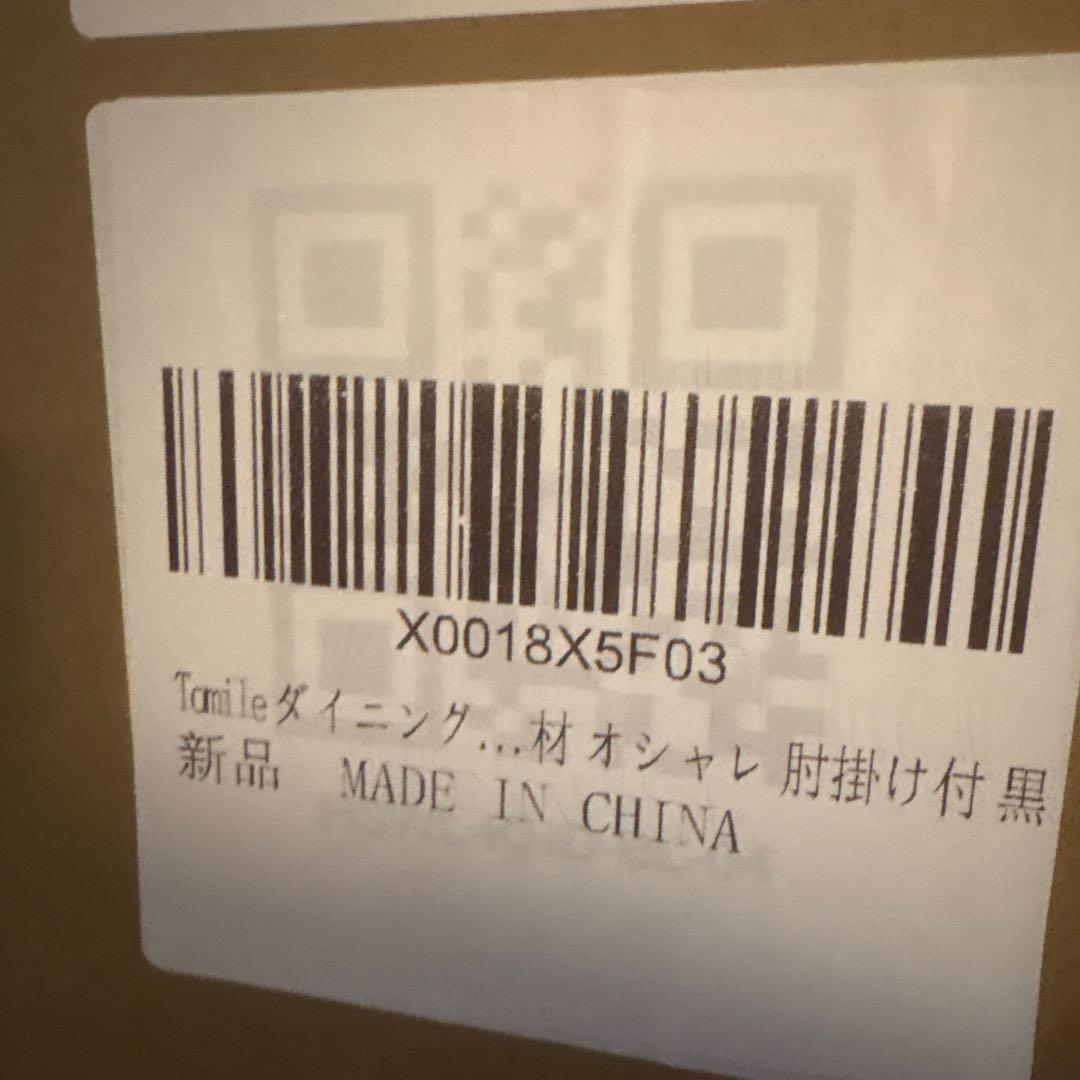 X0018X5F03
Tomileダイニング...材 オシャレ 肘掛け付 黒
新品 MADE IN CHINA